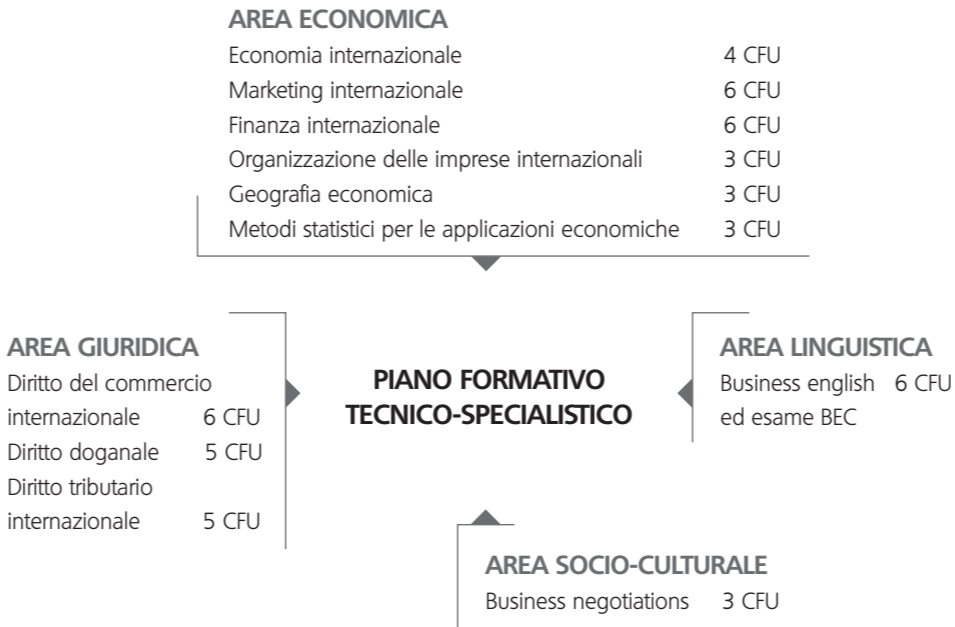 AREA ECONOMICA
Economia internazionale 4 CFU
Marketing internazionale 6 CFU
Finanza internazionale 6 CFU
Organizzazione delle imprese internazionali 3 CFU
Geografia economica 3 CFU
Metodi statistici per le applicazioni economiche 3 CFU
AREA GIURIDICA
Diritto del commercio
internazionale 6 CFU
Diritto doganale 5 CFU
Diritto tributario
internazionale 5 CFU
PIANO FORMATIVO
TECNICO-SPECIALISTICO
AREA LINGUISTICA
Business english 6 CFU
ed esame BEC
AREA SOCIO-CULTURALE
Business negotiations 3 CFU